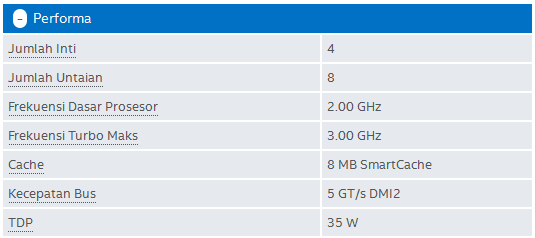 Performa
Jumlah Inti 4
Jumlah Untaian 8
Frekuensi Dasar Prosesor 2.00 GHz
Frekuensi Turbo Maks 3.00 GHz
Cache 8 MB SmartCache
Kecepatan Bus 5 GT/s DMI2
TDP 35 W